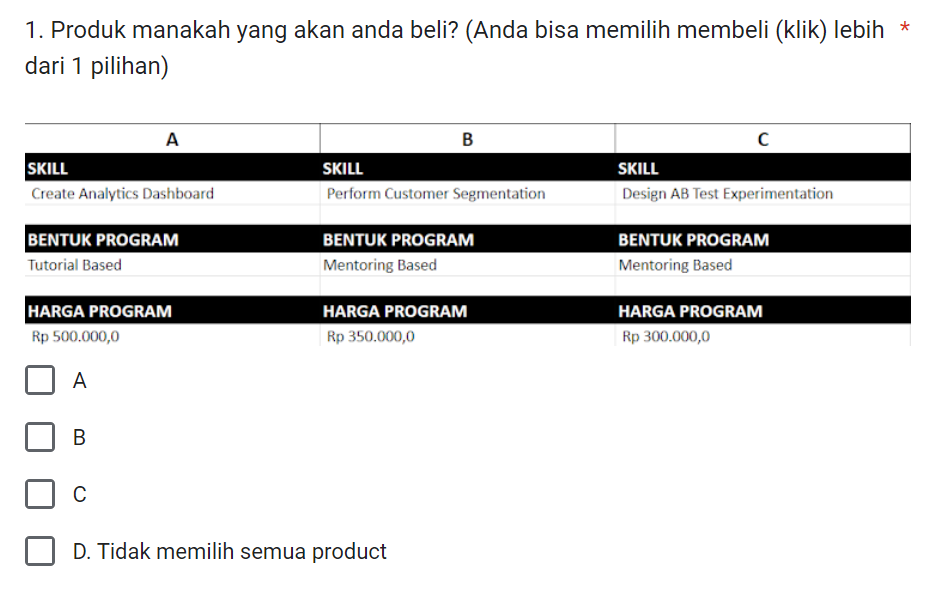 1. Produk manakah yang akan anda beli? (Anda bisa memilih membeli (klik) lebih *
dari 1 pilihan)
A B C
SKILL SKILL SKILL
Create Analytics Dashboard Perform Customer Segmentation Design AB Test Experimentation
BENTUK PROGRAM BENTUK PROGRAM BENTUK PROGRAM
Tutorial Based Mentoring Based Mentoring Based
HARGA PROGRAM HARGA PROGRAM HARGA PROGRAM
Rp 500.000,0 Rp 350.000,0 Rp 300.000,0
A
B
C
D. Tidak memilih semua product